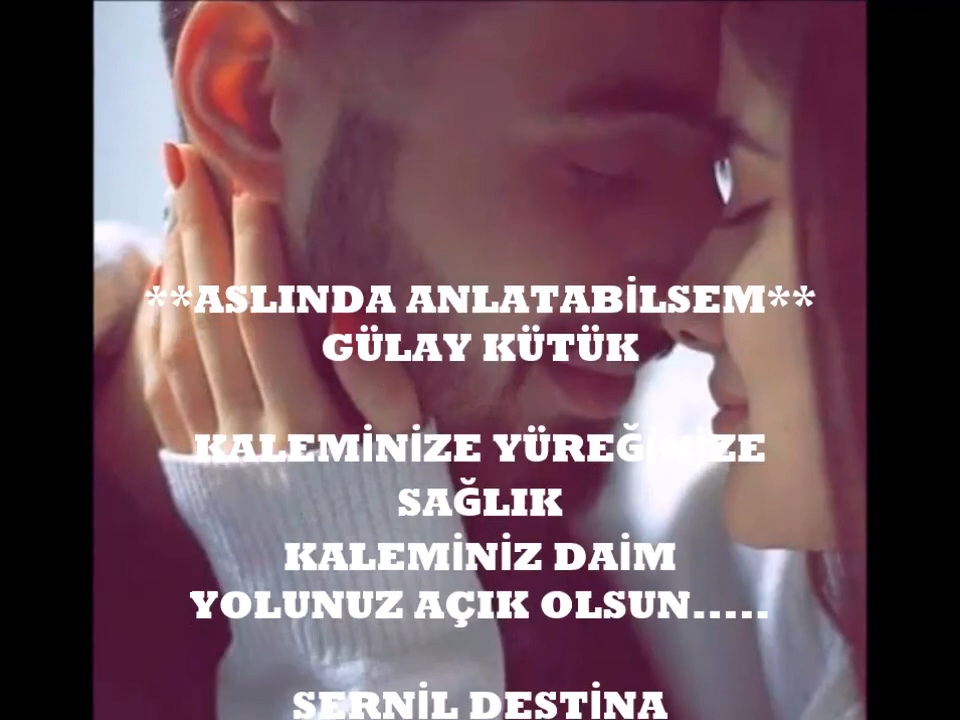 **ASLINDA ANLATABİLSEM**
GÜLAY KÜTÜK
KALEMİNİZE YÜREĞİNİZE
SAĞLIK
KALEMİNİZ DAİM
YOLUNUZ AÇIK OLSUN.....
SERNİL DESTİNA